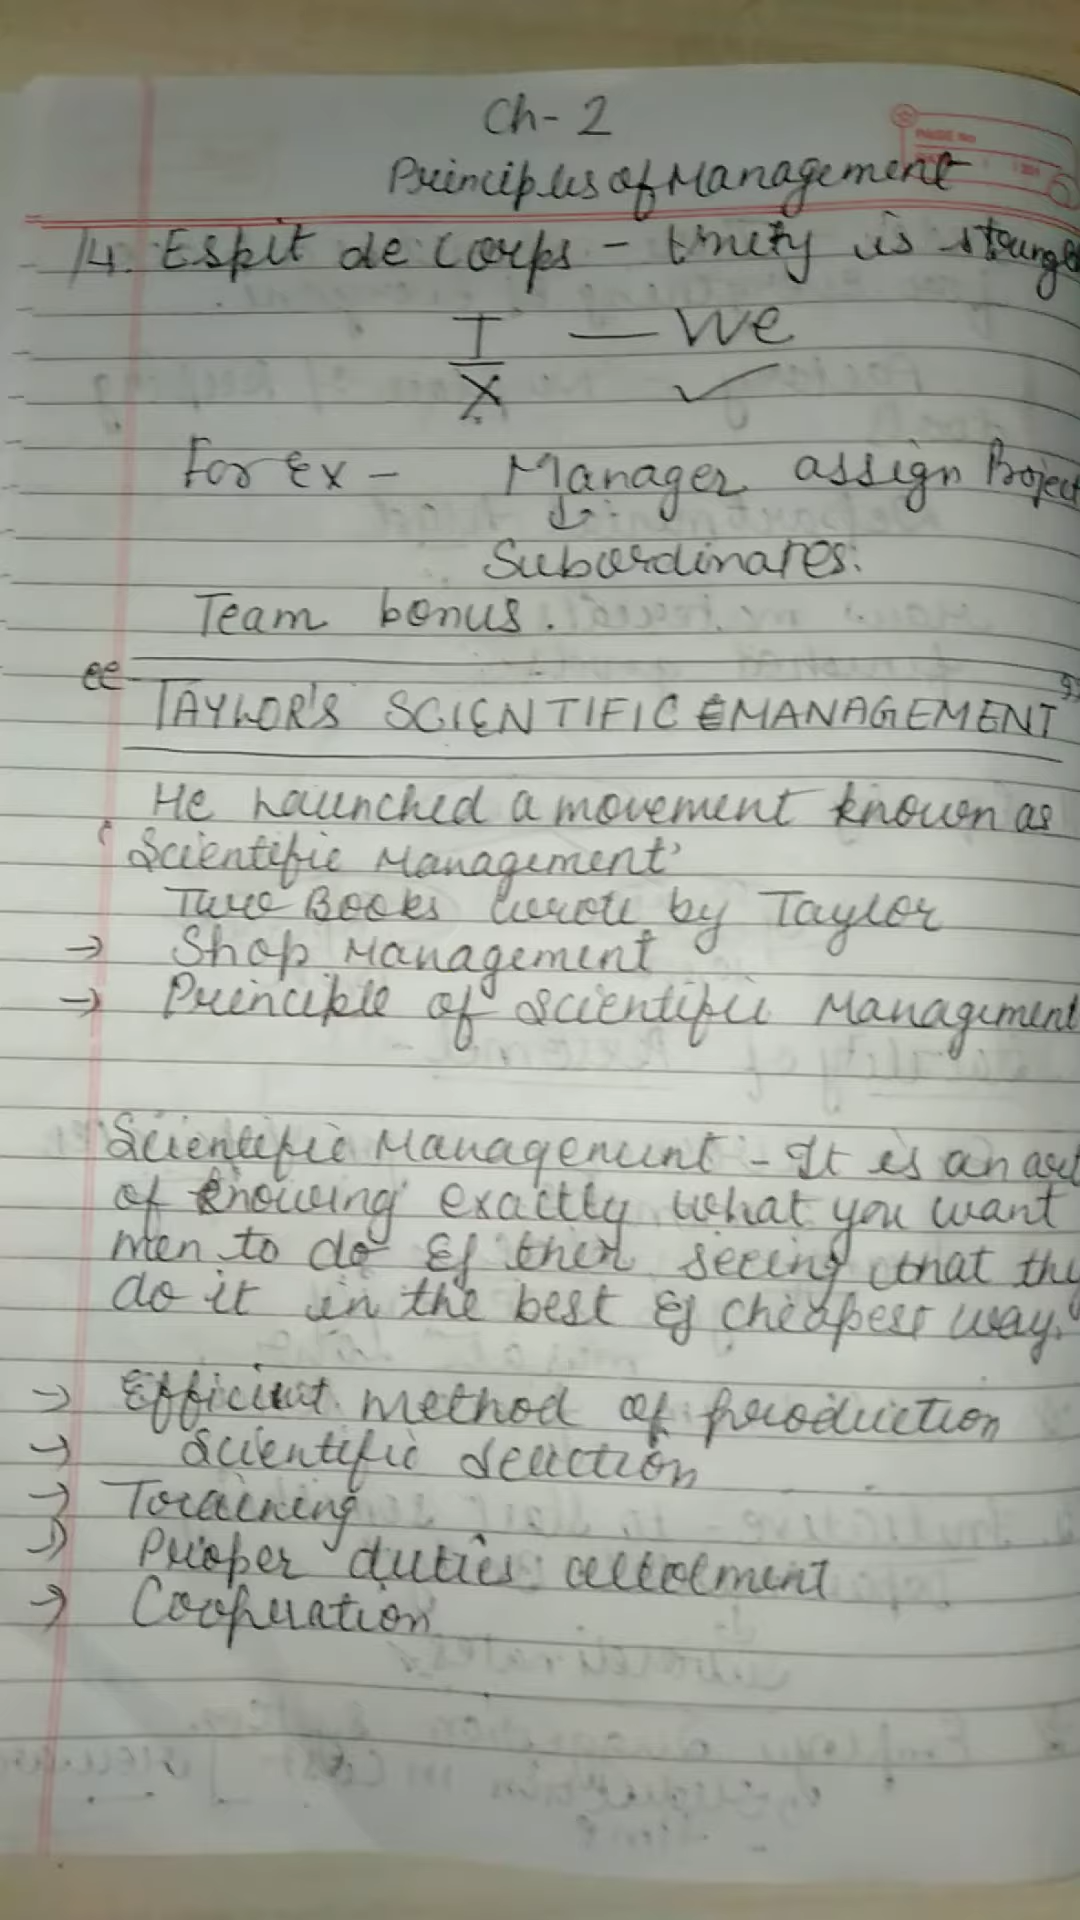 Ch- 2
PAGE NO
Principles of Management
14. Esprit de Corps - Unity is strength
I — We
X ✓
For Ex - Manager assign Project
↓
Subordinates.
Team bonus.
"TAYLOR'S SCIENTIFIC MANAGEMENT"
He launched a movement known as
'Scientific Management'
Two Books wrote by Taylor
→ Shop Management
→ Principle of Scientific Management
Scientific Management - It is an art
of knowing exactly what you want
men to do & then seeing that they
do it in the best & cheapest way.
→ Efficient method of production
→ Scientific selection
→ Training
→ Proper duties allotment
→ Cooperation